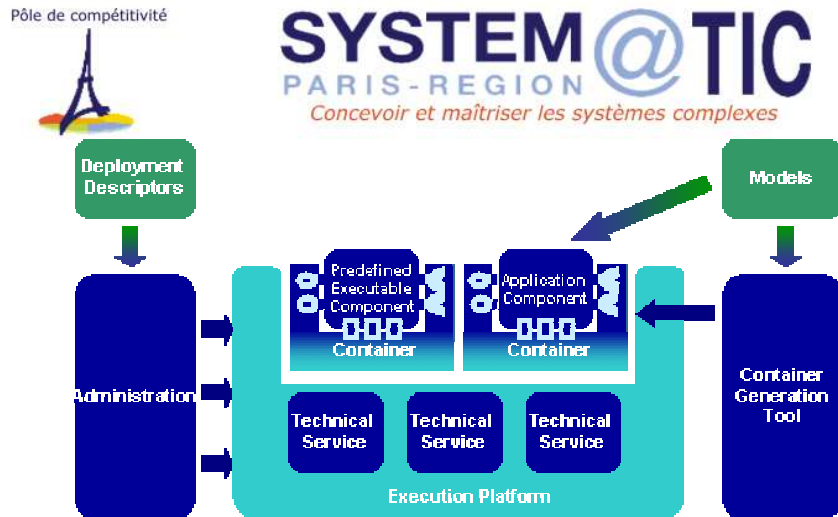 Pôle de compétitivité
SYSTEM@TIC
PARIS-REGION
Concevoir et maîtriser les systèmes complexes
Deployment
Descriptors
Models
Predefined
Executable
Component
Container
Application
Component
Container
Administration
Container
Generation
Tool
Technical
Service
Technical
Service
Technical
Service
Execution Platform